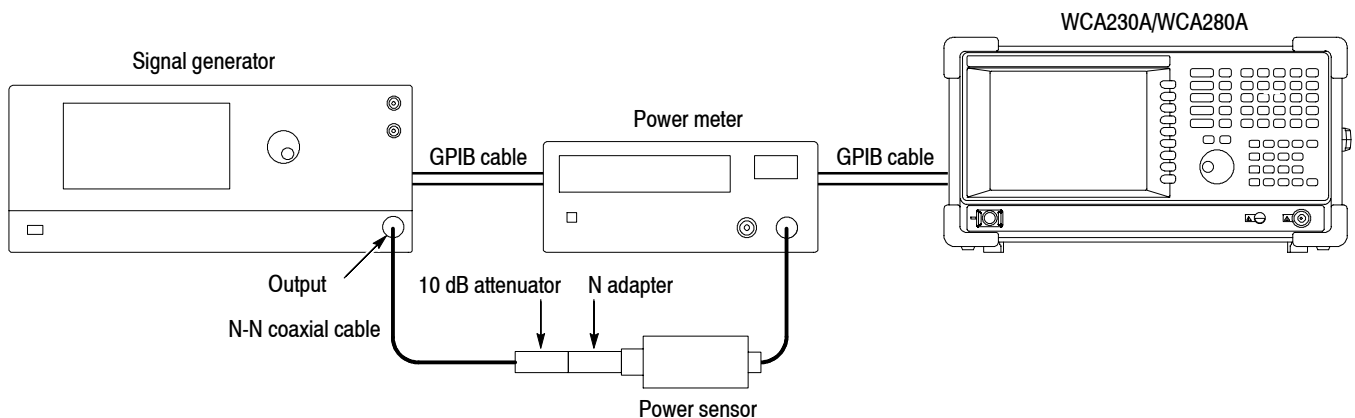 WCA230A/WCA280A
Signal generator
Power meter
GPIB cable
GPIB cable
Output
10 dB attenuator
N adapter
N-N coaxial cable
Power sensor